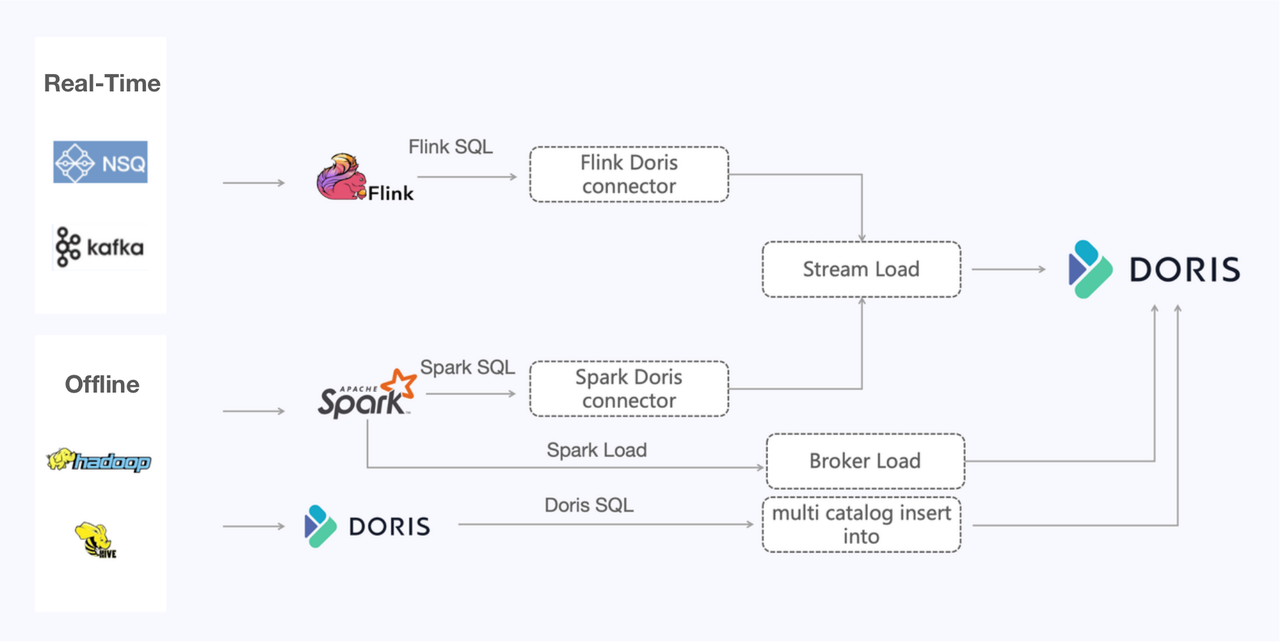 Real-Time
NSQ
kafka
Flink SQL
Flink
Flink Doris
connector
Stream Load
DORIS
Offline
hadoop
HIVE
Spark SQL
APACHE
Spark™
Spark Doris
connector
Spark Load
Broker Load
DORIS
Doris SQL
multi catalog insert
into